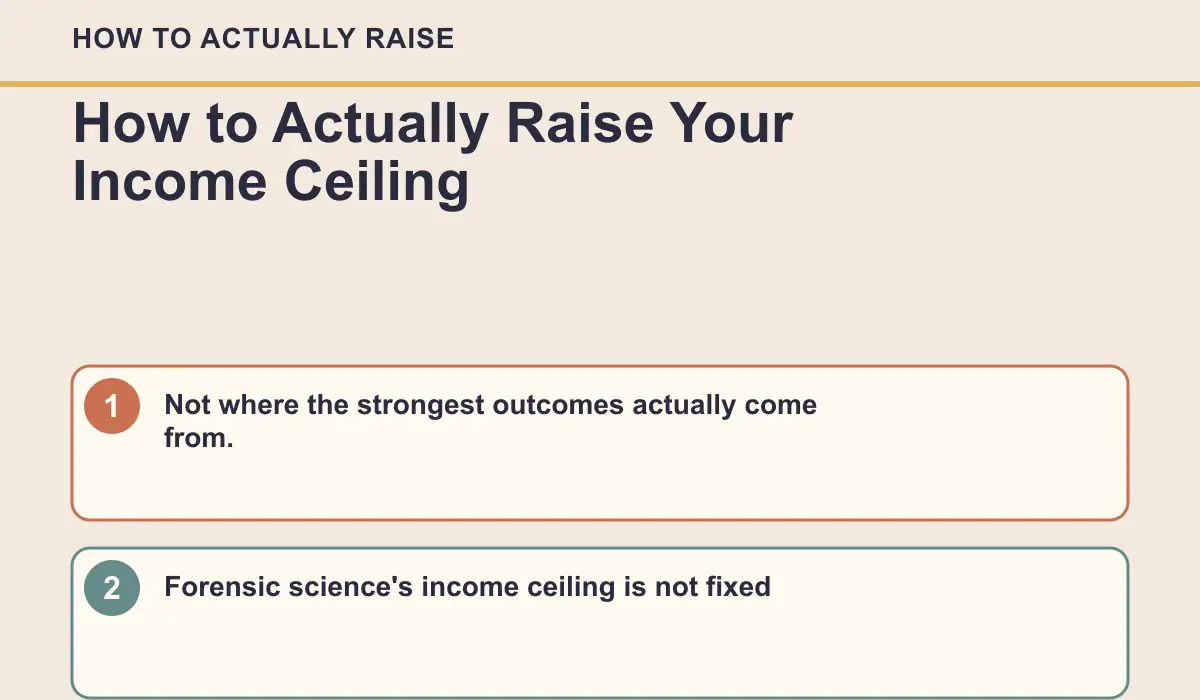 HOW TO ACTUALLY RAISE
How to Actually Raise Your
Income Ceiling
1
Not where the strongest outcomes actually come
from.
2
Forensic science's income ceiling is not fixed